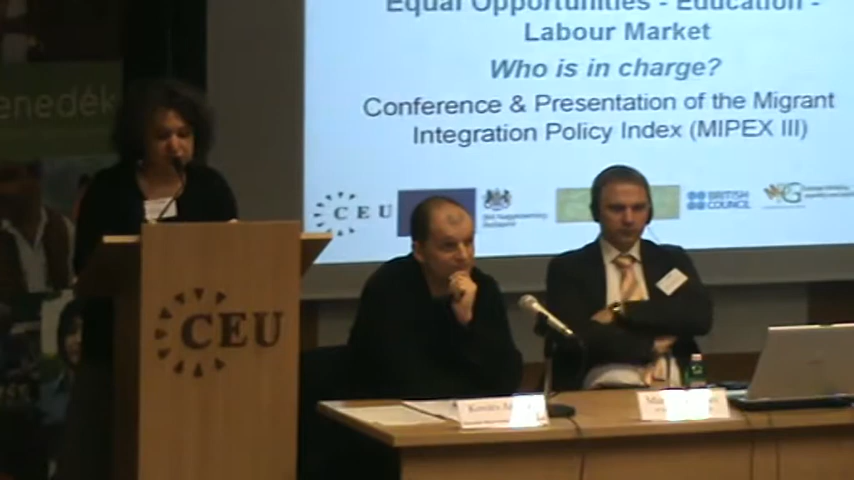 Equal Opportunities - Education -
Labour Market
Who is in charge?
Conference & Presentation of the Migrant
Integration Policy Index (MIPEX III)
enedék
CEU
BRITISH
COUNCIL
CEU
Kováts